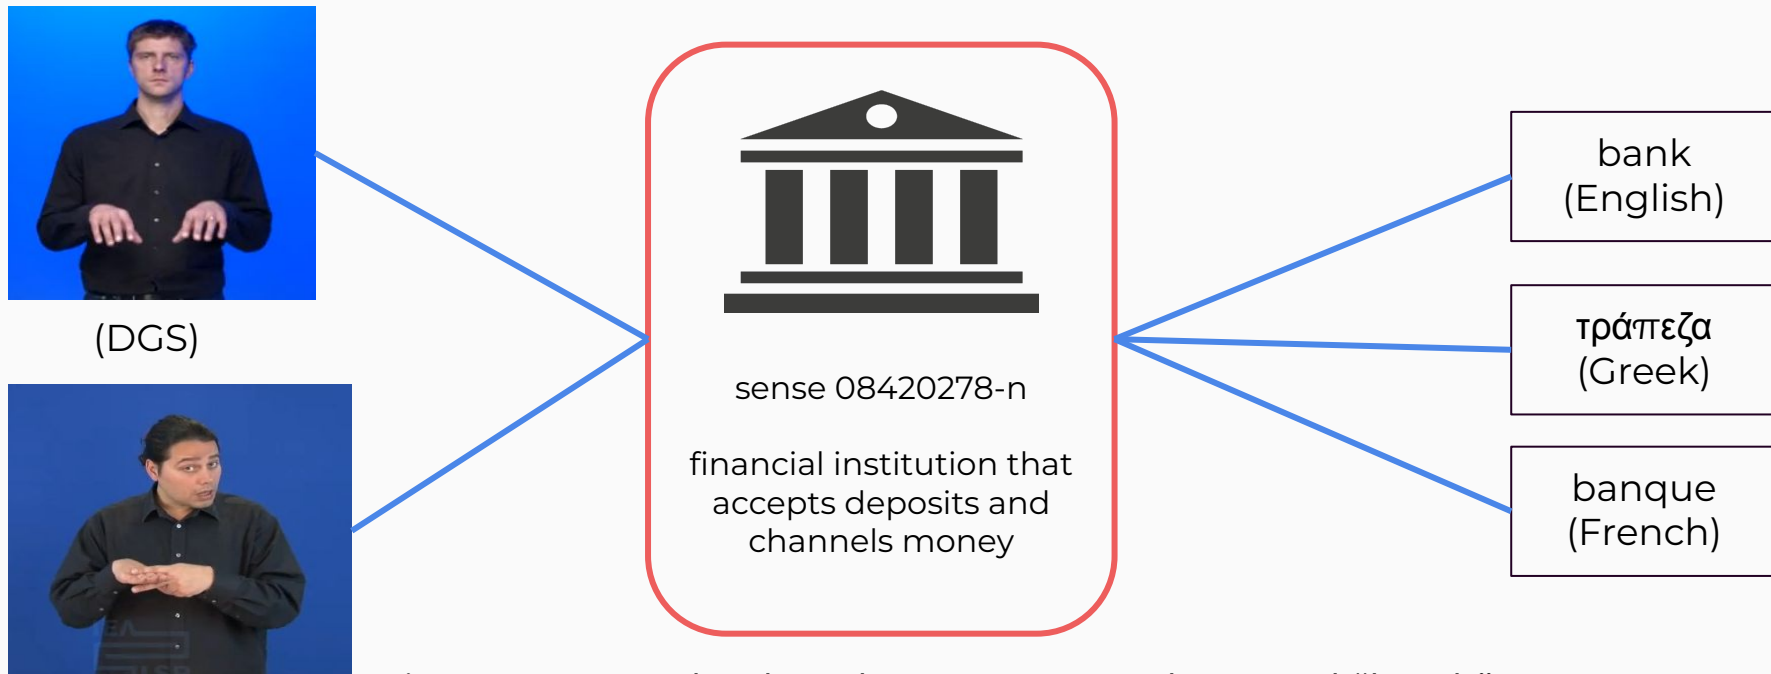 (DGS)
sense 08420278-n
financial institution that
accepts deposits and
channels money
bank
(English)
τράπεζα
(Greek)
banque
(French)